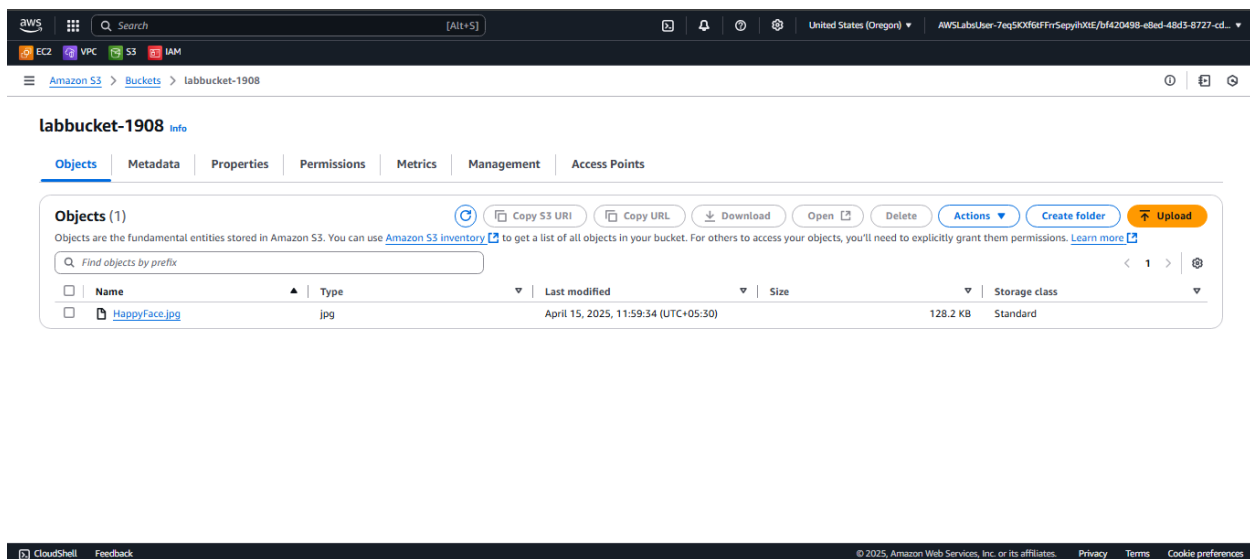 aws Search [Alt+S] United States (Oregon) ▼ AWSLabsUser-7eq5KXf6tFFrrSepyihXtE/bf420498-e8ed-48d3-8727-cd... ▼
EC2 VPC S3 IAM
Amazon S3 > Buckets > labbucket-1908
labbucket-1908 Info
Objects Metadata Properties Permissions Metrics Management Access Points
Objects (1) Copy S3 URI Copy URL Download Open Delete Actions ▼ Create folder Upload
Objects are the fundamental entities stored in Amazon S3. You can use Amazon S3 inventory to get a list of all objects in your bucket. For others to access your objects, you'll need to explicitly grant them permissions. Learn more
Find objects by prefix < 1 >
Name ▲ Type Last modified Size Storage class
HappyFace.jpg jpg April 15, 2025, 11:59:34 (UTC+05:30) 128.2 KB Standard
CloudShell Feedback © 2025, Amazon Web Services, Inc. or its affiliates. Privacy Terms Cookie preferences